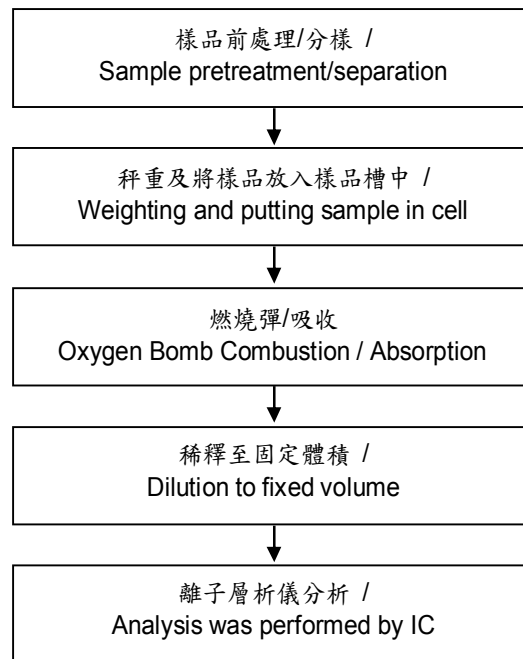 樣品前處理/分樣 /
Sample pretreatment/separation
秤重及將樣品放入樣品槽中 /
Weighting and putting sample in cell
燃燒彈/吸收
Oxygen Bomb Combustion / Absorption
稀釋至固定體積 /
Dilution to fixed volume
離子層析儀分析 /
Analysis was performed by IC